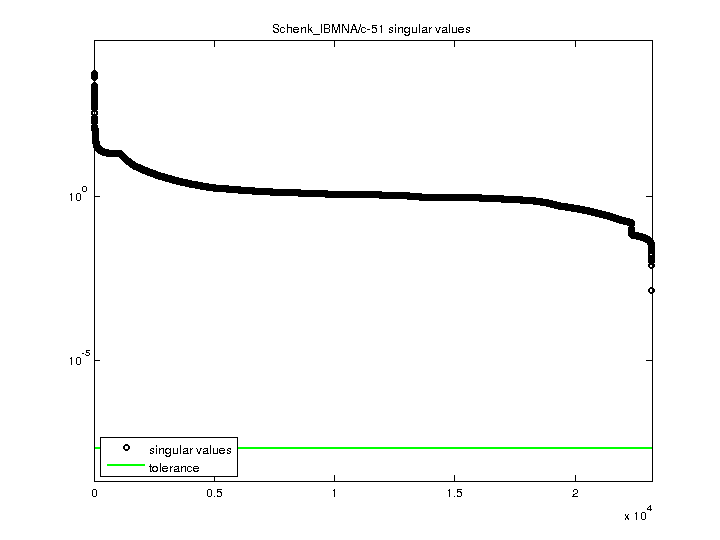 Schenk_IBMNA/c-51 singular values
10^0
10^-5
singular values
tolerance
0 0.5 1 1.5 2
x 10^4